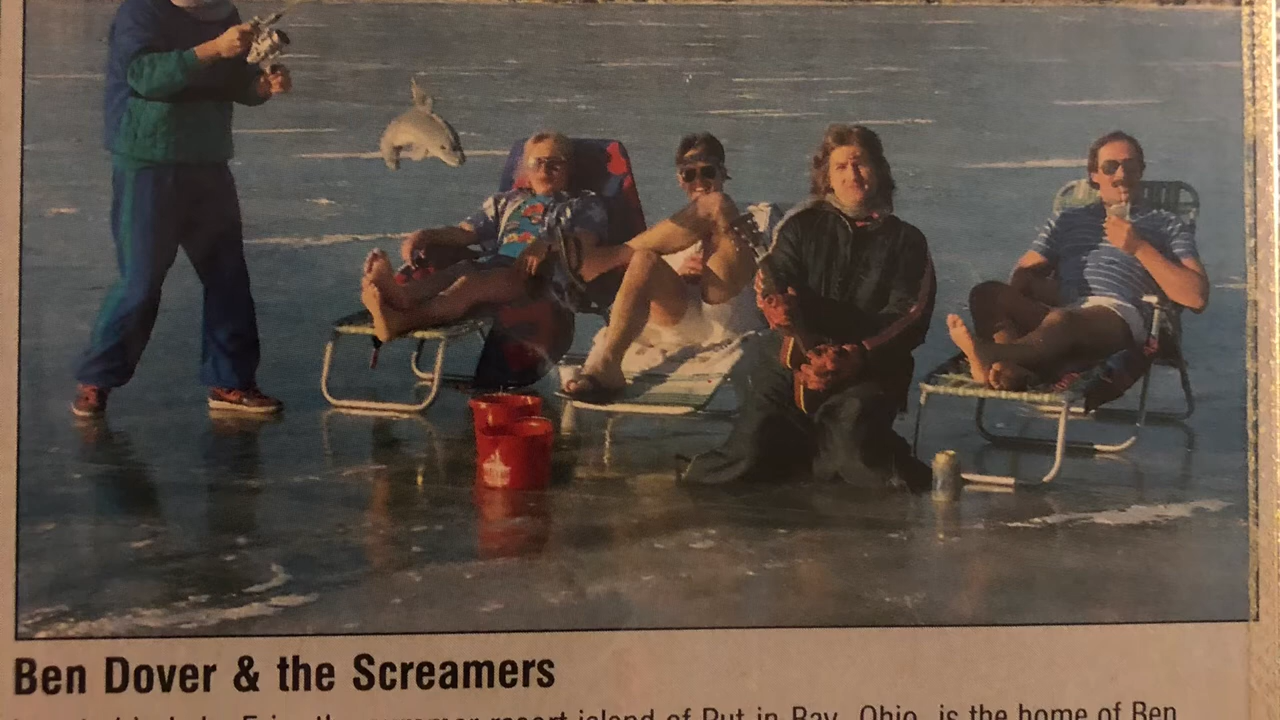 Ben Dover & the Screamers
Lake Erie, the summer resort island of Put in Bay, Ohio, is the home of Ben